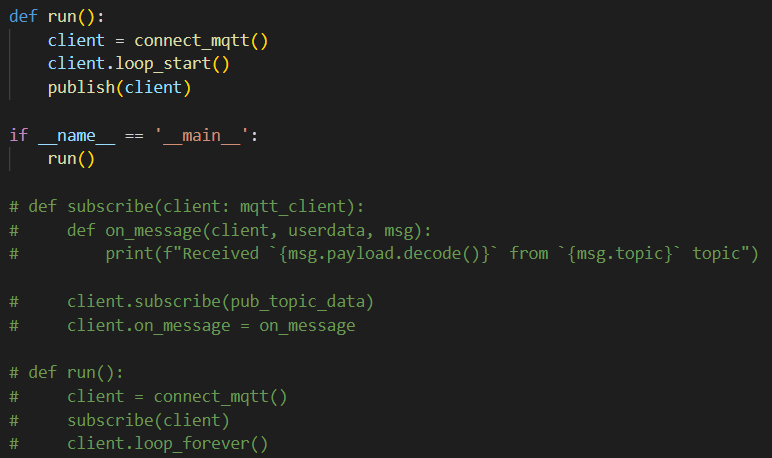 def run():
    client = connect_mqtt()
    client.loop_start()
    publish(client)

if __name__ == '__main__':
    run()

# def subscribe(client: mqtt_client):
#     def on_message(client, userdata, msg):
#         print(f"Received `{msg.payload.decode()}` from `{msg.topic}` topic")

#     client.subscribe(pub_topic_data)
#     client.on_message = on_message

# def run():
#     client = connect_mqtt()
#     subscribe(client)
#     client.loop_forever()